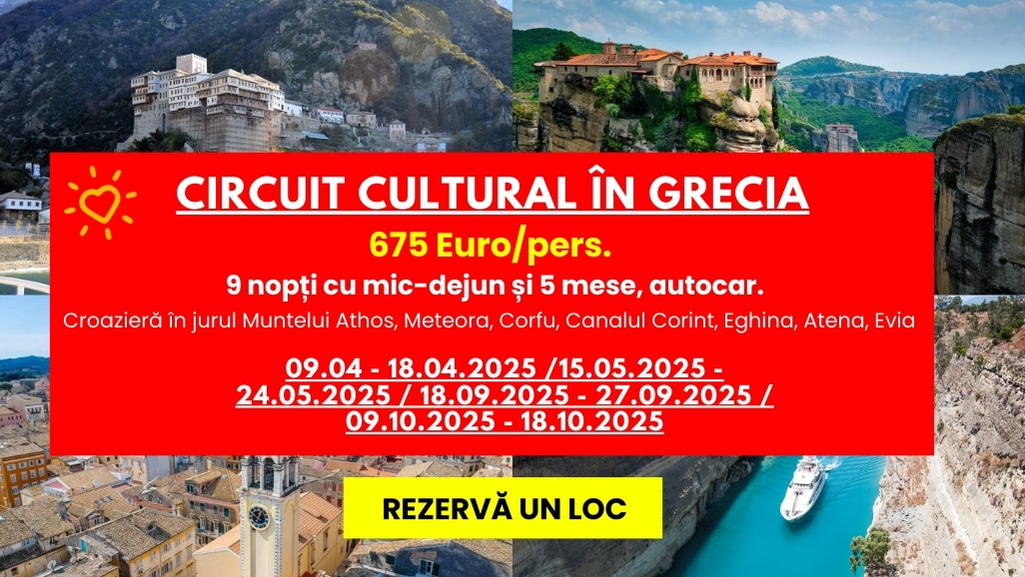 CIRCUIT CULTURAL ÎN GRECIA
675 Euro/pers.
9 nopți cu mic-dejun și 5 mese, autocar.
Croazieră în jurul Muntelui Athos, Meteora, Corfu, Canalul Corint, Eghina, Atena, Evia
09.04 - 18.04.2025 /15.05.2025 -
24.05.2025 / 18.09.2025 - 27.09.2025 /
09.10.2025 - 18.10.2025
REZERVĂ UN LOC